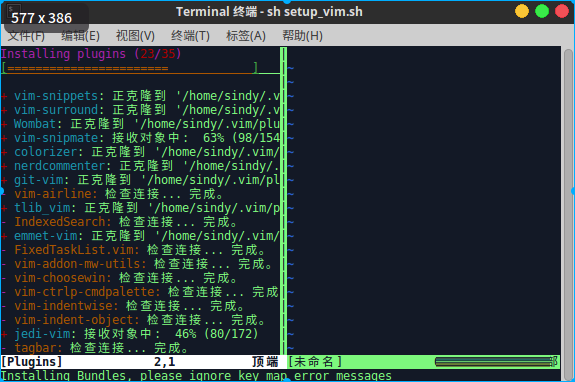 577 x 386
Terminal 终端 - sh setup_vim.sh
文件(F) 编辑(E) 视图(V) 终端(T) 标签(A) 帮助(H)
Installing plugins (23/35)
[======================= ]
+ vim-snippets: 正克隆到 '/home/sindy/.v
+ vim-surround: 正克隆到 '/home/sindy/.v
+ Wombat: 正克隆到 '/home/sindy/.vim/plu
+ vim-snipmate: 接收对象中: 63% (98/154
+ colorizer: 正克隆到 '/home/sindy/.vim/
+ nerdcommenter: 正克隆到 '/home/sindy/.
+ git-vim: 正克隆到 '/home/sindy/.vim/pl
- vim-airline: 检查连接... 完成。
+ tlib_vim: 正克隆到 '/home/sindy/.vim/p
- IndexedSearch: 检查连接... 完成。
+ emmet-vim: 正克隆到 '/home/sindy/.vim/
- FixedTaskList.vim: 检查连接... 完成。
- vim-addon-mw-utils: 检查连接... 完成。
- vim-choosewin: 检查连接... 完成。
- vim-ctrlp-cmdpalette: 检查连接... 完成
- vim-indentwise: 检查连接... 完成。
- vim-indent-object: 检查连接... 完成。
+ jedi-vim: 接收对象中: 46% (80/172)
- tagbar: 检查连接... 完成。
[Plugins] 2,1 顶端 [未命名]
Installing Bundles, please ignore key map error messages